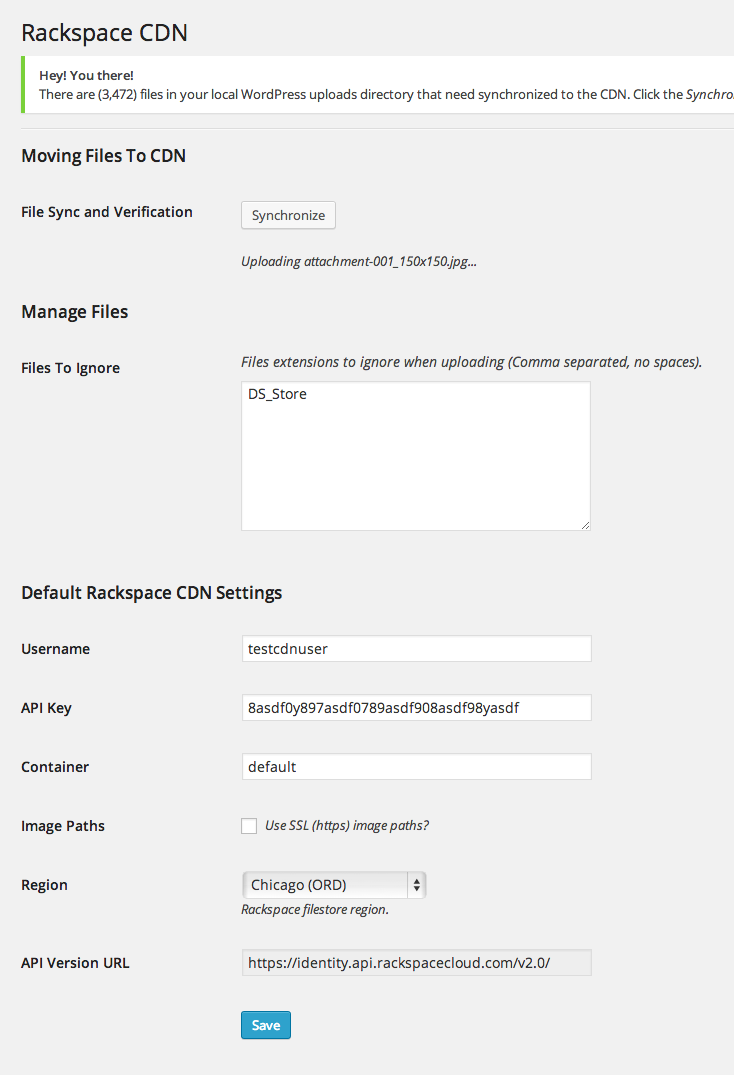 Rackspace CDN
Hey! You there!
There are (3,472) files in your local WordPress uploads directory that need synchronized to the CDN. Click the Synchro
Moving Files To CDN
File Sync and Verification
Synchronize
Uploading attachment-001_150x150.jpg...
Manage Files
Files To Ignore
Files extensions to ignore when uploading (Comma separated, no spaces).
DS_Store
Default Rackspace CDN Settings
Username
testcdnuser
API Key
8asdf0y897asdf0789asdf908asdf98yasdf
Container
default
Image Paths
Use SSL (https) image paths?
Region
Chicago (ORD)
Rackspace filestore region.
API Version URL
https://identity.api.rackspacecloud.com/v2.0/
Save